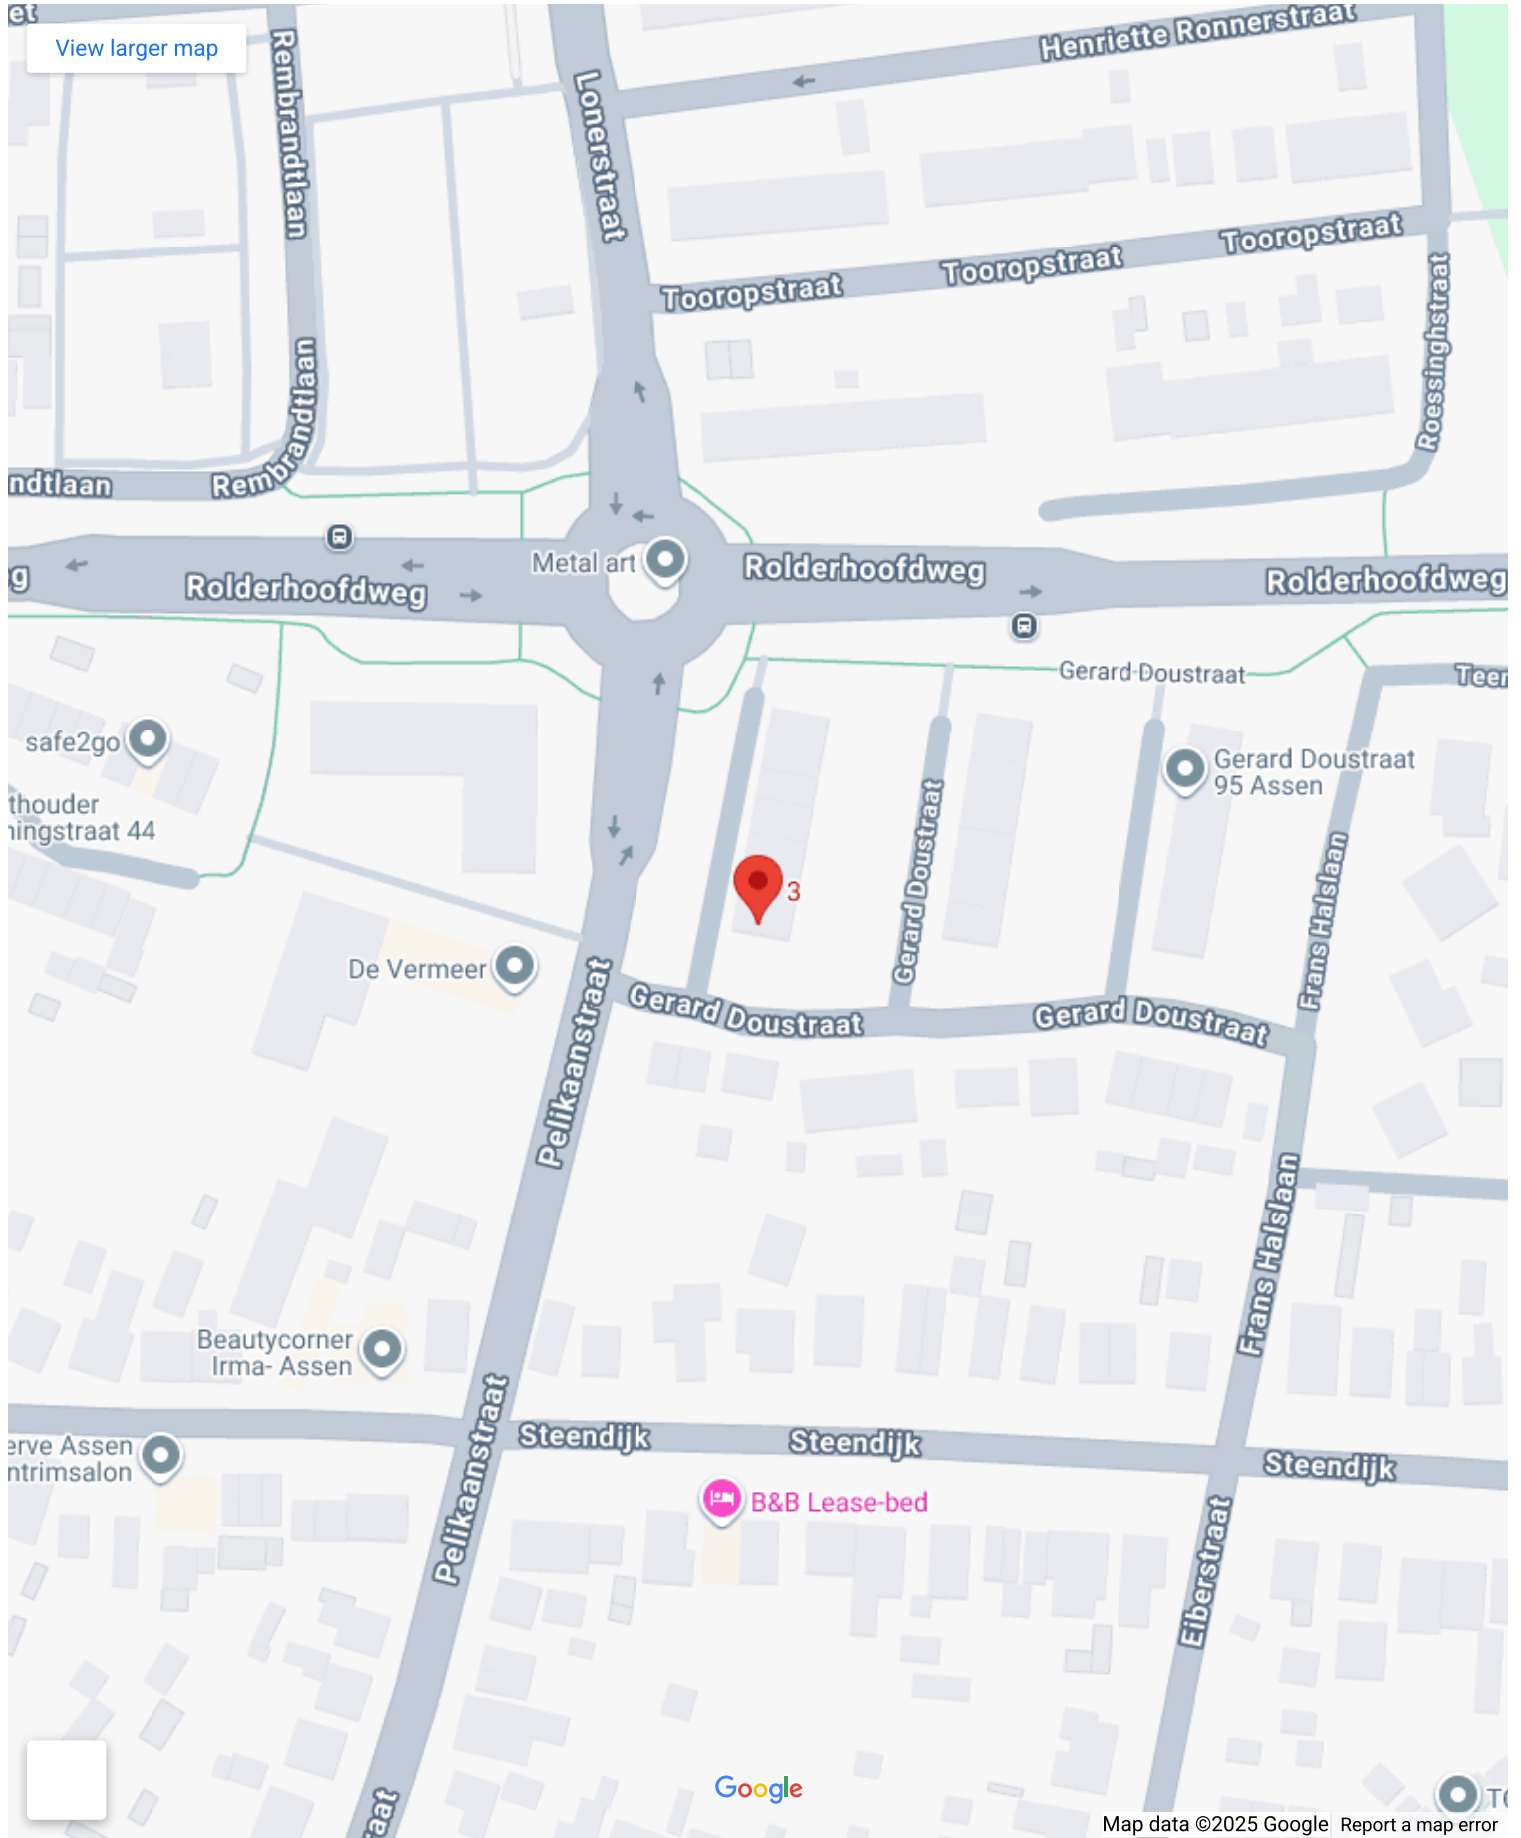 et
View larger map
Henriette Ronnerstraat
Rembrandtlaan
Lonerstraat
Tooropstraat
Tooropstraat
Tooropstraat
Roessinghstraat
Rembrandtlaan
ndtlaan
Metal art
Rolderhoofdweg
Rolderhoofdweg
Rolderhoofdweg
g
Gerard Doustraat
Teer
safe2go
Gerard Doustraat
95 Assen
thouder
ningstraat 44
Gerard Doustraat
Frans Halslaan
3
De Vermeer
Gerard Doustraat
Gerard Doustraat
Pelikaanstraat
Frans Halslaan
Beautycorner
Irma- Assen
Pelikaanstraat
Steendijk
Steendijk
Steendijk
erve Assen
ntrimsalon
B&B Lease-bed
Eiberstraat
raat
Google
Map data ©2025 Google
Report a map error